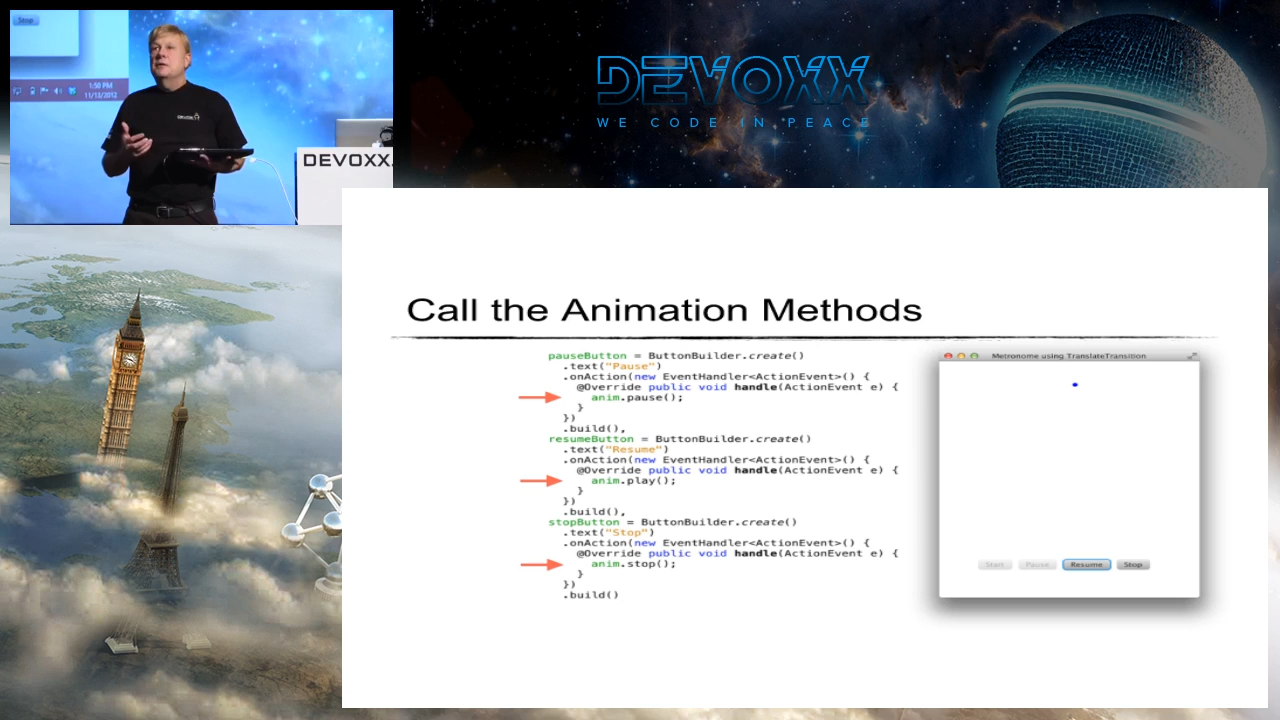 Stop
1:50 PM
11/13/2012
DEVOXX
DEVOXX
WE CODE IN PEACE
Call the Animation Methods
pauseButton = ButtonBuilder.create()
.text("Pause")
.onAction(new EventHandler<ActionEvent>() {
@Override public void handle(ActionEvent e) {
anim.pause();
}
})
.build(),
resumeButton = ButtonBuilder.create()
.text("Resume")
.onAction(new EventHandler<ActionEvent>() {
@Override public void handle(ActionEvent e) {
anim.play();
}
})
.build(),
stopButton = ButtonBuilder.create()
.text("Stop")
.onAction(new EventHandler<ActionEvent>() {
@Override public void handle(ActionEvent e) {
anim.stop();
}
})
.build()
Metronome using TranslateTransition
Start Pause Resume Stop